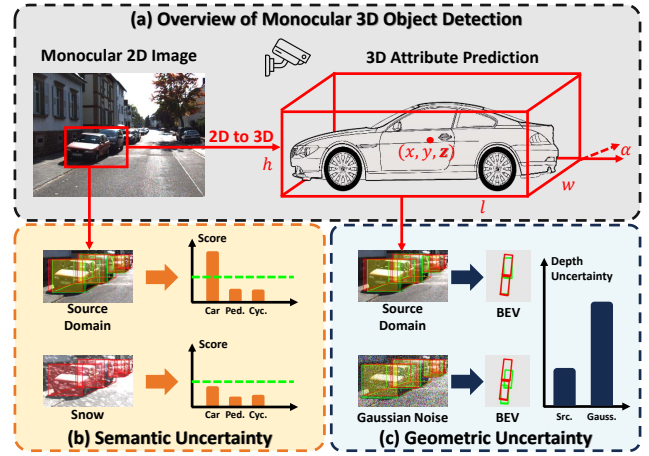 (a) Overview of Monocular 3D Object Detection
Monocular 2D Image
3D Attribute Prediction
2D to 3D
h
(x, y, z)
α
w
l
Score
Source
Domain
Car Ped. Cyc.
Score
Snow
Car Ped. Cyc.
(b) Semantic Uncertainty
Source
Domain
BEV
Gaussian Noise
BEV
Depth
Uncertainty
Src. Gauss.
(c) Geometric Uncertainty